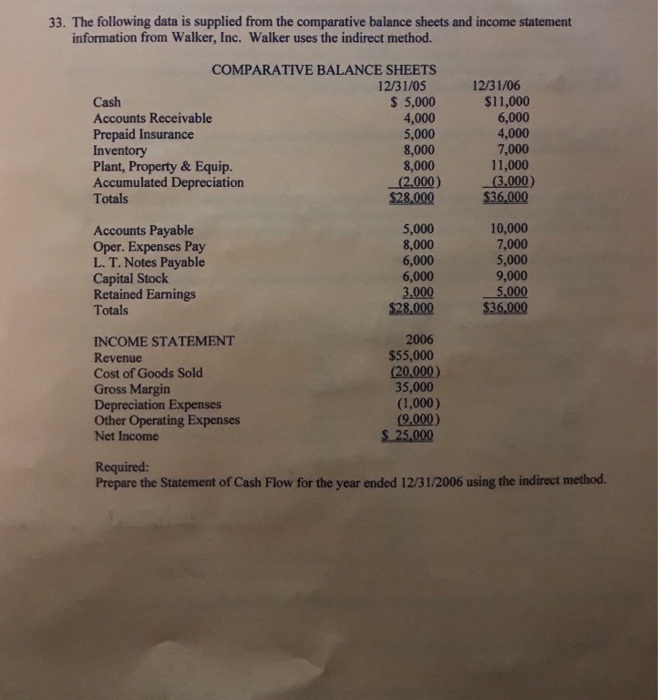 33. The following data is supplied from the comparative balance sheets and income statement
information from Walker, Inc. Walker uses the indirect method.
COMPARATIVE BALANCE SHEETS
12/31/05 12/31/06
Cash $ 5,000 $11,000
Accounts Receivable 4,000 6,000
Prepaid Insurance 5,000 4,000
Inventory 8,000 7,000
Plant, Property & Equip. 8,000 11,000
Accumulated Depreciation (2,000) (3,000)
Totals $28,000 $36,000
Accounts Payable 5,000 10,000
Oper. Expenses Pay 8,000 7,000
L. T. Notes Payable 6,000 5,000
Capital Stock 6,000 9,000
Retained Earnings 3,000 5,000
Totals $28,000 $36,000
INCOME STATEMENT 2006
Revenue $55,000
Cost of Goods Sold (20,000)
Gross Margin 35,000
Depreciation Expenses (1,000)
Other Operating Expenses (9,000)
Net Income $ 25,000
Required:
Prepare the Statement of Cash Flow for the year ended 12/31/2006 using the indirect method.